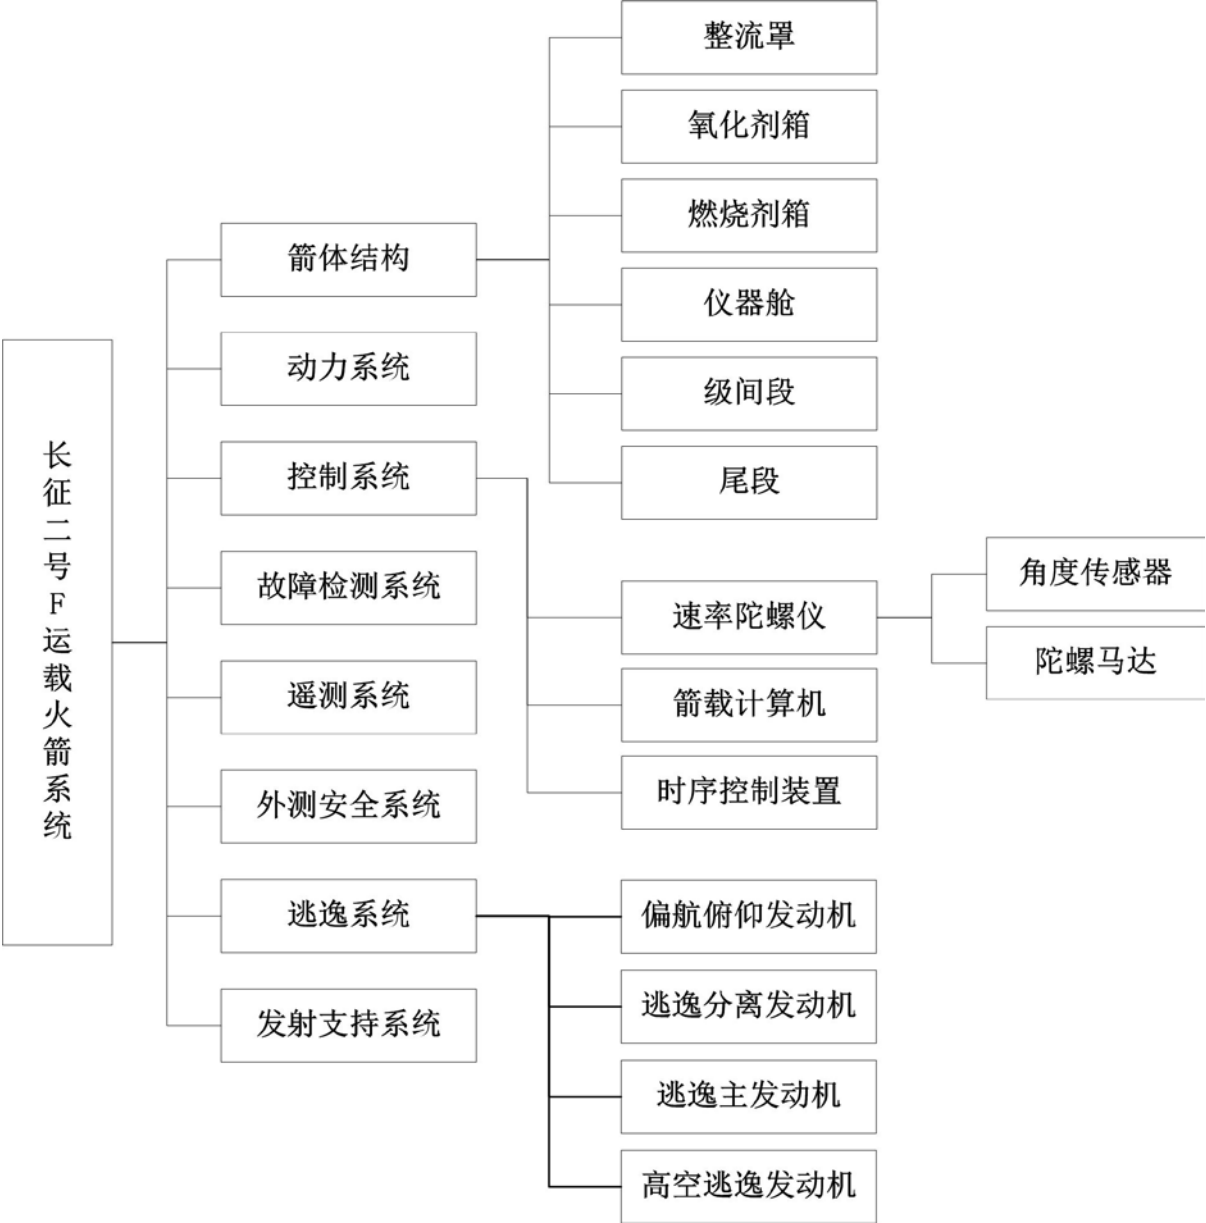 长征二号F运载火箭系统
箭体结构
动力系统
控制系统
故障检测系统
遥测系统
外测安全系统
逃逸系统
发射支持系统
整流罩
氧化剂箱
燃烧剂箱
仪器舱
级间段
尾段
速率陀螺仪
箭载计算机
时序控制装置
偏航俯仰发动机
逃逸分离发动机
逃逸主发动机
高空逃逸发动机
角度传感器
陀螺马达